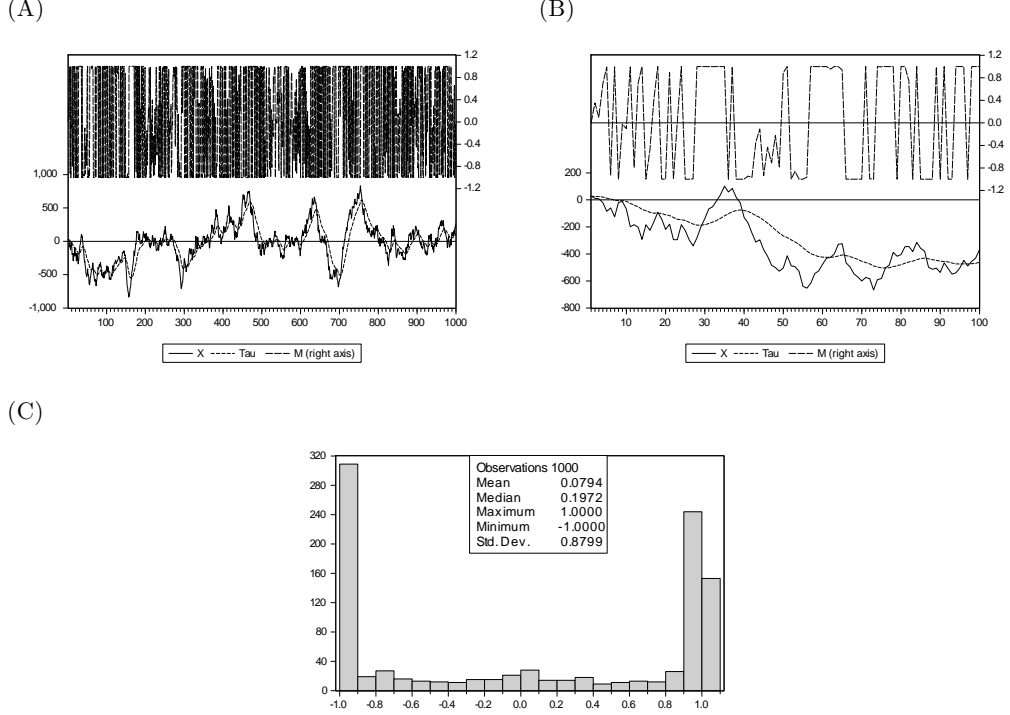 (A)
1.2
0.8
0.4
0.0
-0.4
-0.8
-1.2
1,000
500
0
-500
-1,000
100 200 300 400 500 600 700 800 900 1000
X Tau M (right axis)
(B)
1.2
0.8
0.4
0.0
-0.4
-0.8
-1.2
200
0
-200
-400
-600
-800
10 20 30 40 50 60 70 80 90 100
X Tau M (right axis)
(C)
320
280
240
200
160
120
80
40
0
-1.0 -0.8 -0.6 -0.4 -0.2 0.0 0.2 0.4 0.6 0.8 1.0
Observations 1000
Mean 0.0794
Median 0.1972
Maximum 1.0000
Minimum -1.0000
Std. Dev. 0.8799